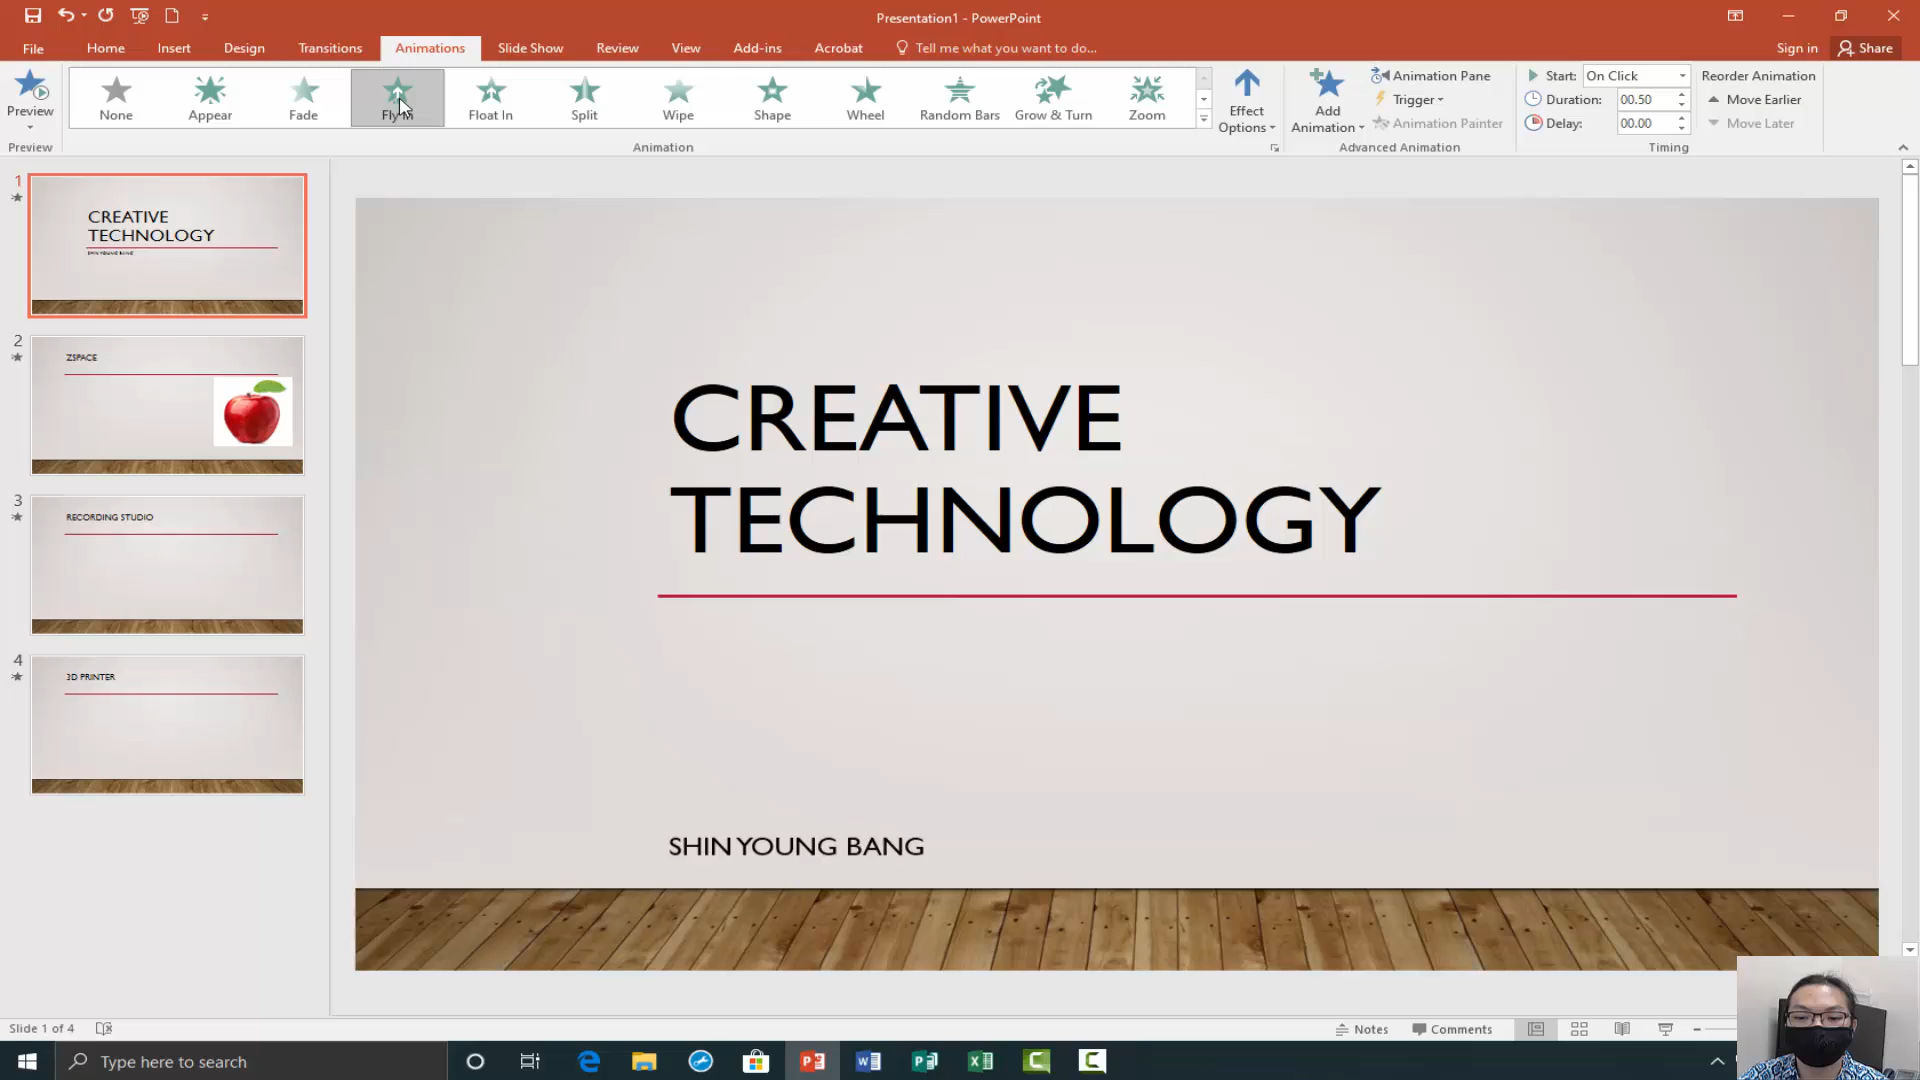 Presentation1 - PowerPoint
File Home Insert Design Transitions Animations Slide Show Review View Add-ins Acrobat Tell me what you want to do... Sign in Share
Preview
None Appear Fade Float In Split Wipe Shape Wheel Random Bars Grow & Turn Zoom
Effect Options
Add Animation
Animation Pane
Trigger
Animation Painter
Start: On Click
Duration: 00.50
Delay: 00.00
Reorder Animation
Move Earlier
Move Later
Preview Animation Advanced Animation Timing
1
CREATIVE
TECHNOLOGY
SHIN YOUNG BANG
2
ZSPACE
3
RECORDING STUDIO
4
3D PRINTER
CREATIVE
TECHNOLOGY
SHIN YOUNG BANG
Slide 1 of 4 Notes Comments
Type here to search